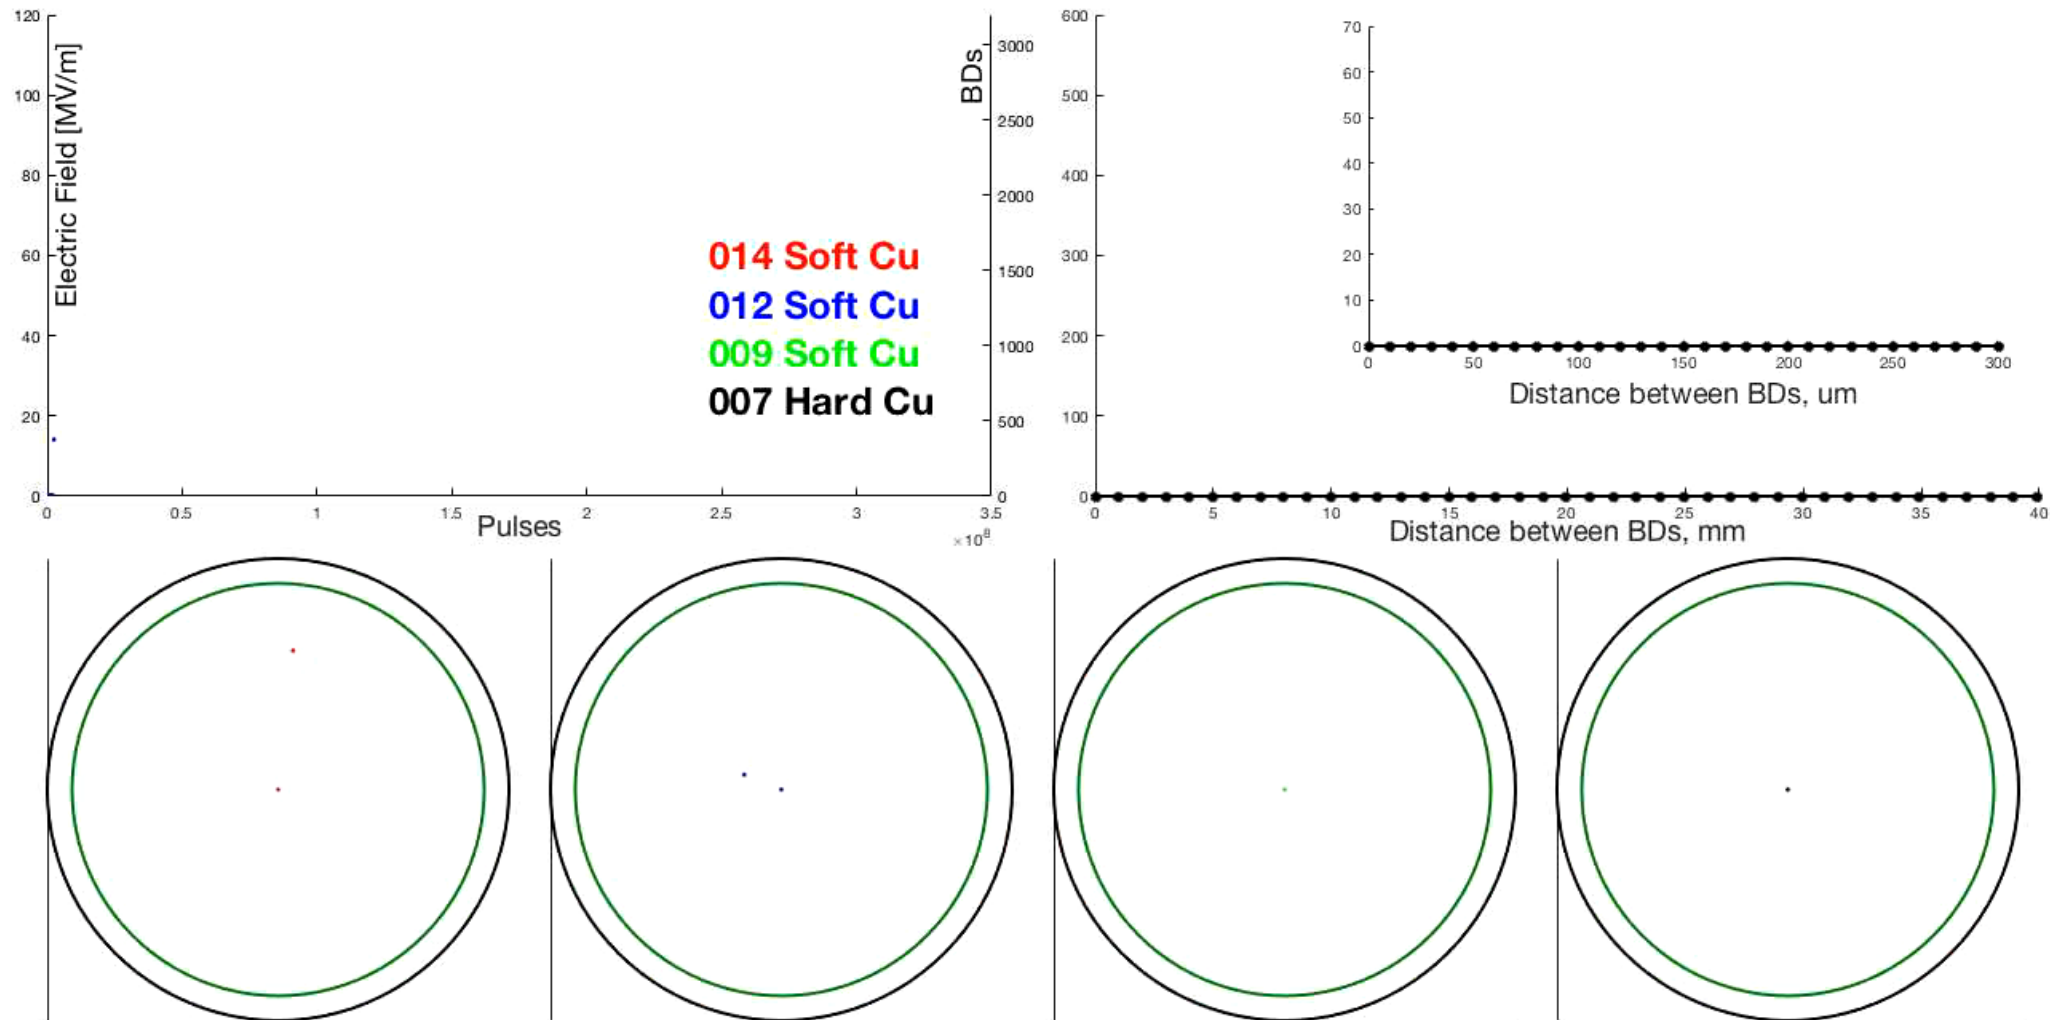 120
100
80
60
40
20
0
Electric Field [MV/m]
0 0.5 1 1.5 2 2.5 3 3.5
Pulses
×10⁸
BDs
3000
2500
2000
1500
1000
500
0
014 Soft Cu
012 Soft Cu
009 Soft Cu
007 Hard Cu
600
500
400
300
200
100
0
0 5 10 15 20 25 30 35 40
Distance between BDs, mm
70
60
50
40
30
20
10
0
0 50 100 150 200 250 300
Distance between BDs, um